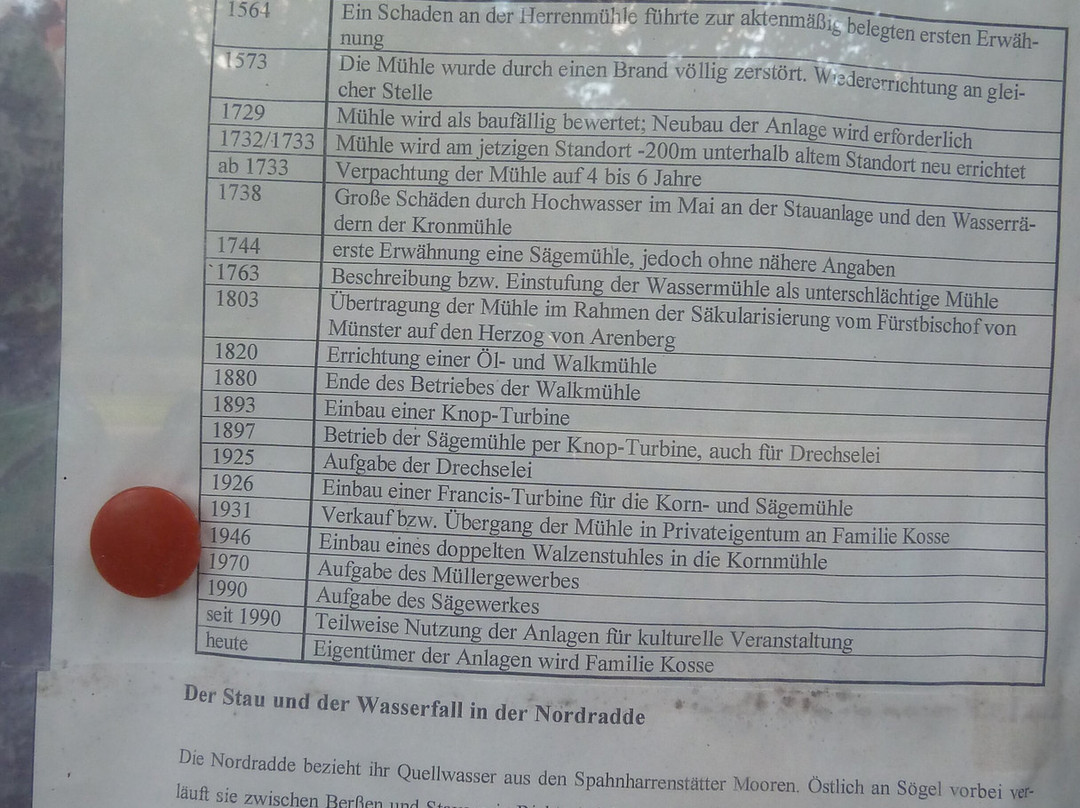 1564 Ein Schaden an der Herrenmühle führte zur aktenmäßig belegten ersten Erwäh-
nung
1573 Die Mühle wurde durch einen Brand völlig zerstört. Wiedererrichtung an glei-
cher Stelle
1729 Mühle wird als baufällig bewertet; Neubau der Anlage wird erforderlich
1732/1733 Mühle wird am jetzigen Standort -200m unterhalb altem Standort neu errichtet
ab 1733 Verpachtung der Mühle auf 4 bis 6 Jahre
1738 Große Schäden durch Hochwasser im Mai an der Stauanlage und den Wasserrä-
dern der Kronmühle
1744 erste Erwähnung eine Sägemühle, jedoch ohne nähere Angaben
1763 Beschreibung bzw. Einstufung der Wassermühle als unterschlächtige Mühle
1803 Übertragung der Mühle im Rahmen der Säkularisierung vom Fürstbischof von
Münster auf den Herzog von Arenberg
1820 Errichtung einer Öl- und Walkmühle
1880 Ende des Betriebes der Walkmühle
1893 Einbau einer Knop-Turbine
1897 Betrieb der Sägemühle per Knop-Turbine, auch für Drechselei
1925 Aufgabe der Drechselei
1926 Einbau einer Francis-Turbine für die Korn- und Sägemühle
1931 Verkauf bzw. Übergang der Mühle in Privateigentum an Familie Kosse
1946 Einbau eines doppelten Walzenstuhles in die Kornmühle
1970 Aufgabe des Müllergewerbes
1990 Aufgabe des Sägewerkes
seit 1990 Teilweise Nutzung der Anlagen für kulturelle Veranstaltung
heute Eigentümer der Anlagen wird Familie Kosse
Der Stau und der Wasserfall in der Nordradde
Die Nordradde bezieht ihr Quellwasser aus den Spahnharrenstätter Mooren. Östlich an Sögel vorbei ver-
läuft sie zwischen Berßen und